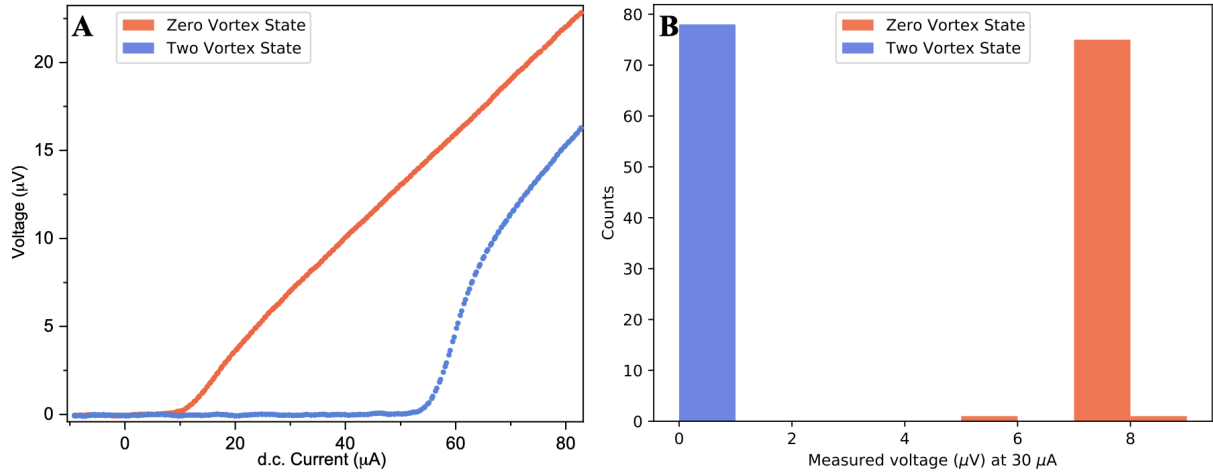 A
Zero Vortex State
Two Vortex State
Voltage (μV)
20
15
10
5
0
0
20
40
60
80
d.c. Current (μA)
B
Zero Vortex State
Two Vortex State
Counts
80
70
60
50
40
30
20
10
0
0
2
4
6
8
Measured voltage (μV) at 30 μA